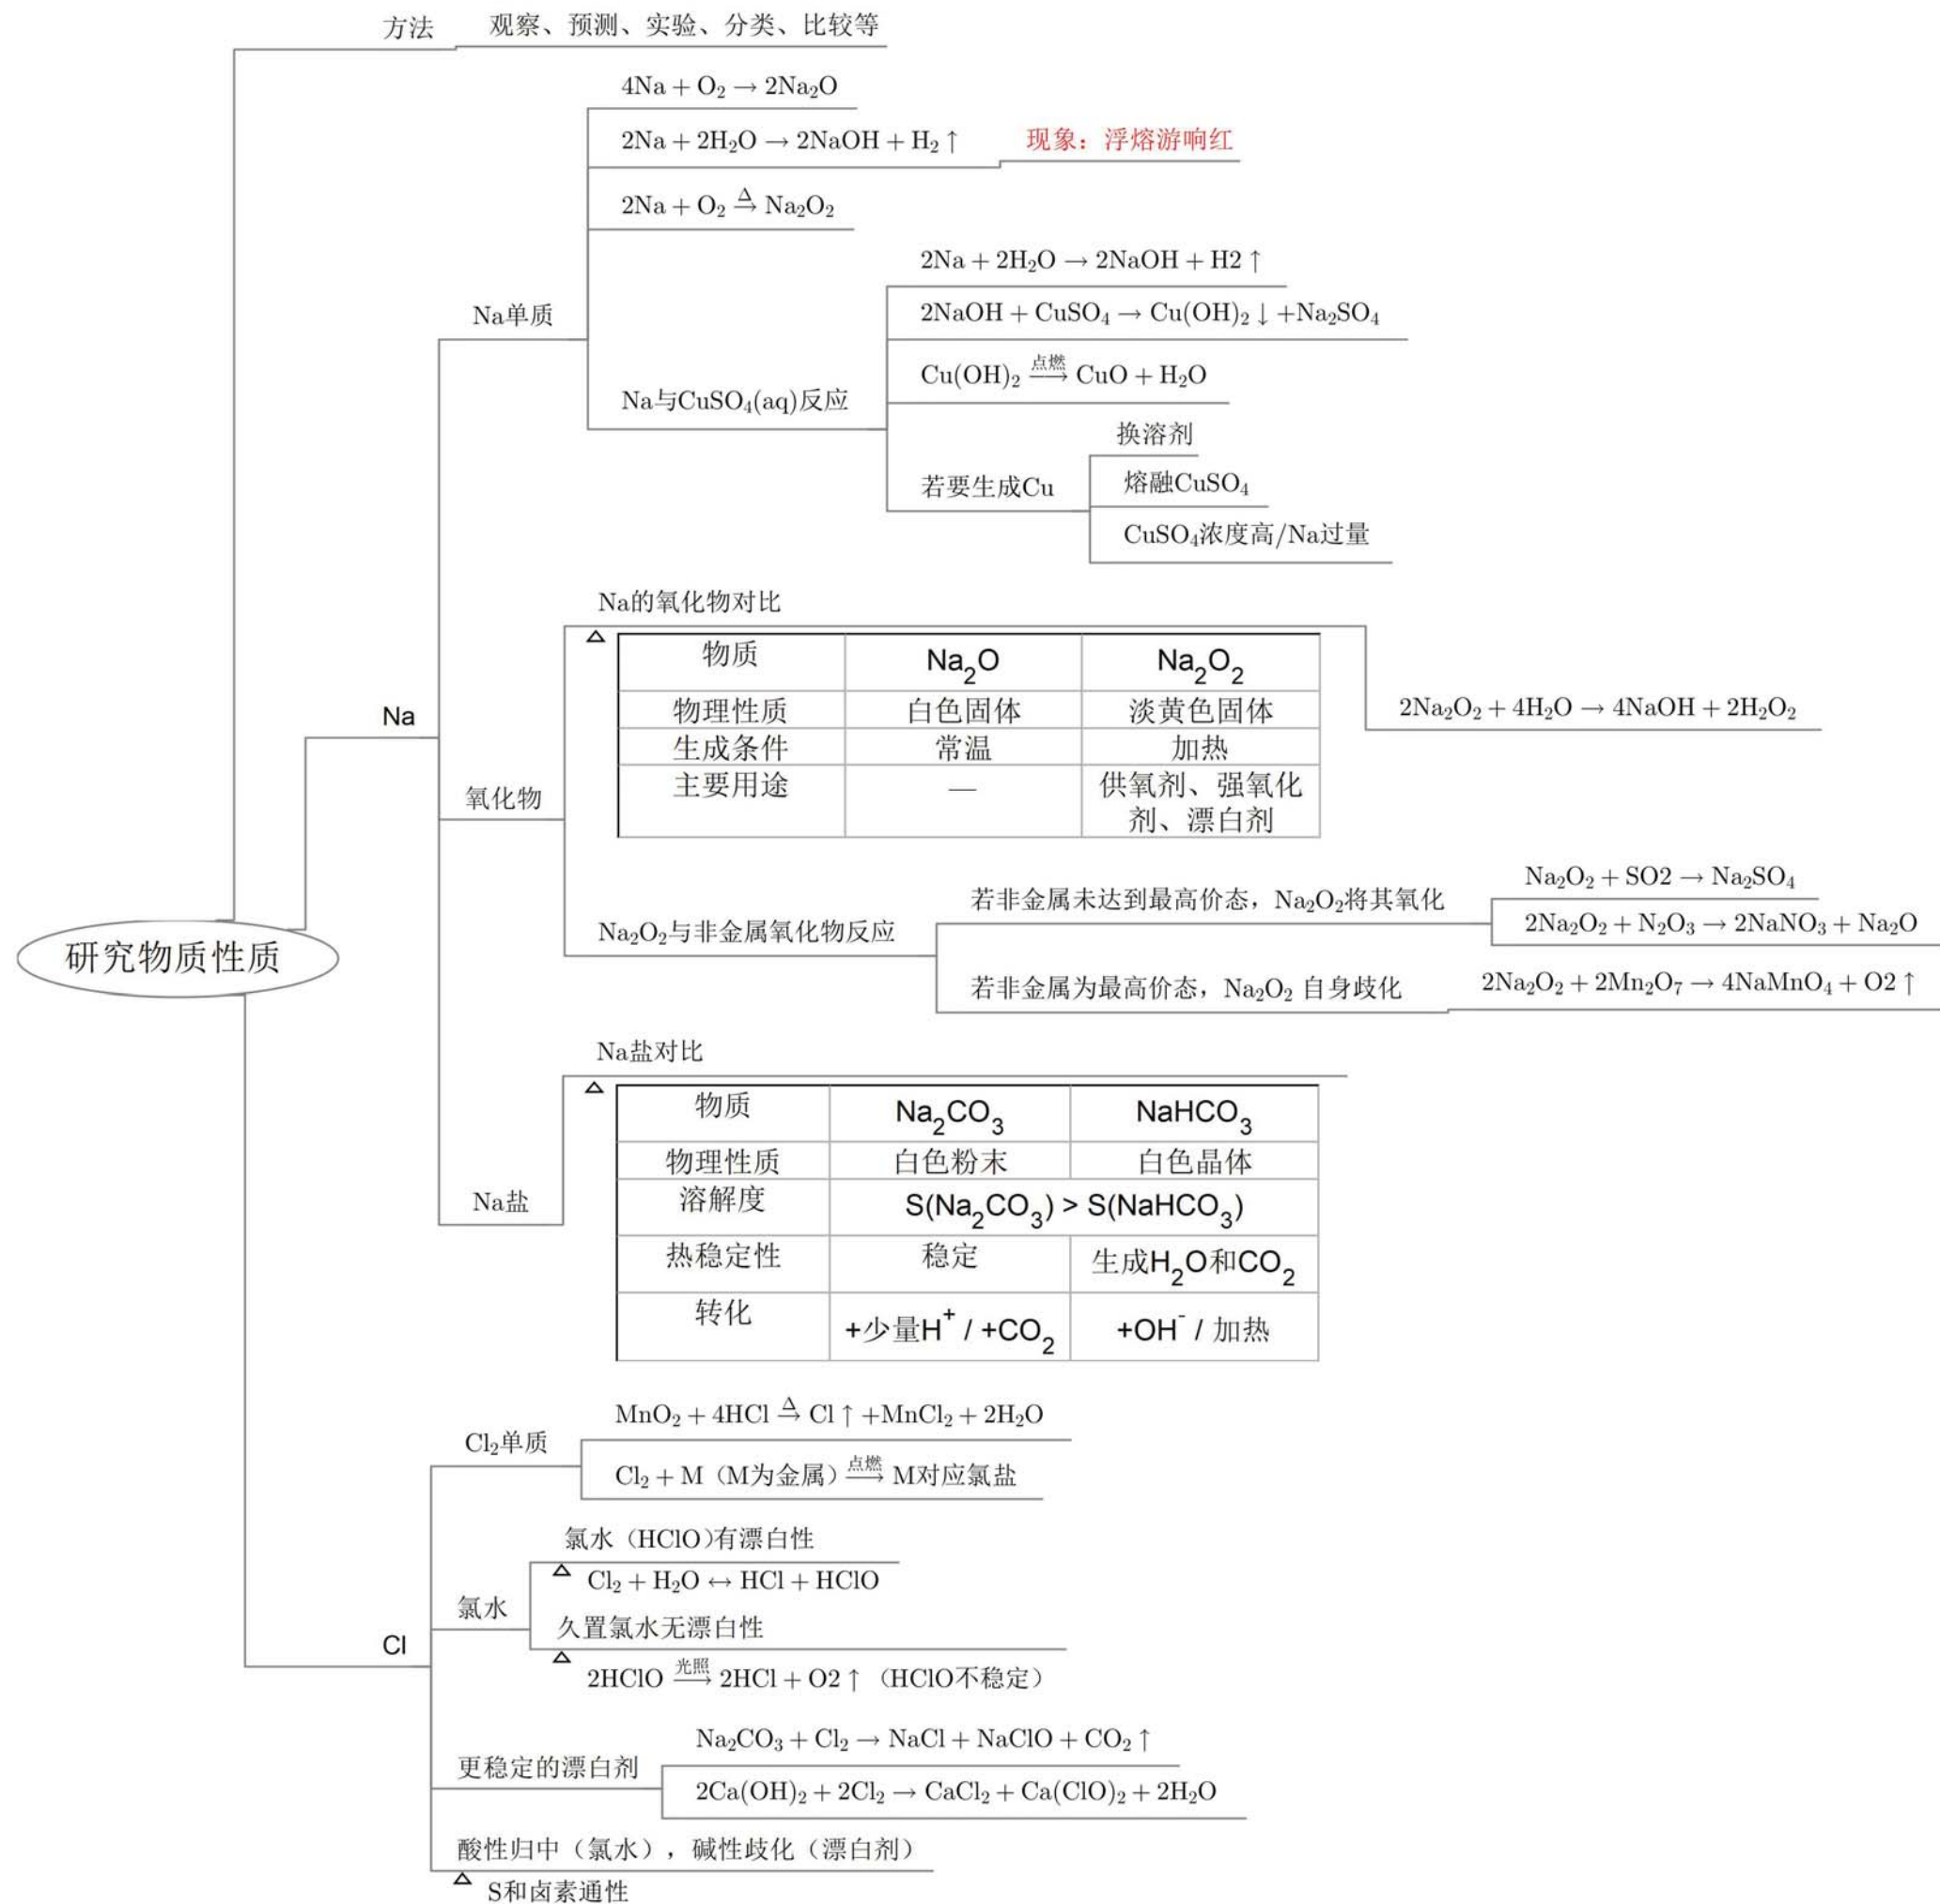 方法 观察、预测、实验、分类、比较等
4Na + O₂ → 2Na₂O
2Na + 2H₂O → 2NaOH + H₂ ↑ 现象：浮熔游响红
2Na + O₂ →(Δ) Na₂O₂
Na单质
Na与CuSO₄(aq)反应
2Na + 2H₂O → 2NaOH + H2 ↑
2NaOH + CuSO₄ → Cu(OH)₂ ↓ +Na₂SO₄
Cu(OH)₂ →(点燃) CuO + H₂O
若要生成Cu
换溶剂
熔融CuSO₄
CuSO₄浓度高/Na过量
Na
氧化物
Na的氧化物对比
物质 Na₂O Na₂O₂
物理性质 白色固体 淡黄色固体
生成条件 常温 加热
主要用途 — 供氧剂、强氧化
剂、漂白剂
2Na₂O₂ + 4H₂O → 4NaOH + 2H₂O₂
Na₂O₂与非金属氧化物反应
若非金属未达到最高价态，Na₂O₂将其氧化
Na₂O₂ + SO2 → Na₂SO₄
2Na₂O₂ + N₂O₃ → 2NaNO₃ + Na₂O
若非金属为最高价态，Na₂O₂ 自身歧化
2Na₂O₂ + 2Mn₂O₇ → 4NaMnO₄ + O2 ↑
研究物质性质
Na盐
Na盐对比
物质 Na₂CO₃ NaHCO₃
物理性质 白色粉末 白色晶体
溶解度 S(Na₂CO₃) > S(NaHCO₃)
热稳定性 稳定 生成H₂O和CO₂
转化 +少量H⁺ / +CO₂ +OH⁻ / 加热
Cl
Cl₂单质
MnO₂ + 4HCl →(Δ) Cl ↑ +MnCl₂ + 2H₂O
Cl₂ + M（M为金属）→(点燃) M对应氯盐
氯水
氯水（HClO)有漂白性
Cl₂ + H₂O ↔ HCl + HClO
久置氯水无漂白性
2HClO →(光照) 2HCl + O2 ↑（HClO不稳定）
更稳定的漂白剂
Na₂CO₃ + Cl₂ → NaCl + NaClO + CO₂ ↑
2Ca(OH)₂ + 2Cl₂ → CaCl₂ + Ca(ClO)₂ + 2H₂O
酸性归中（氯水），碱性歧化（漂白剂）
S和卤素通性